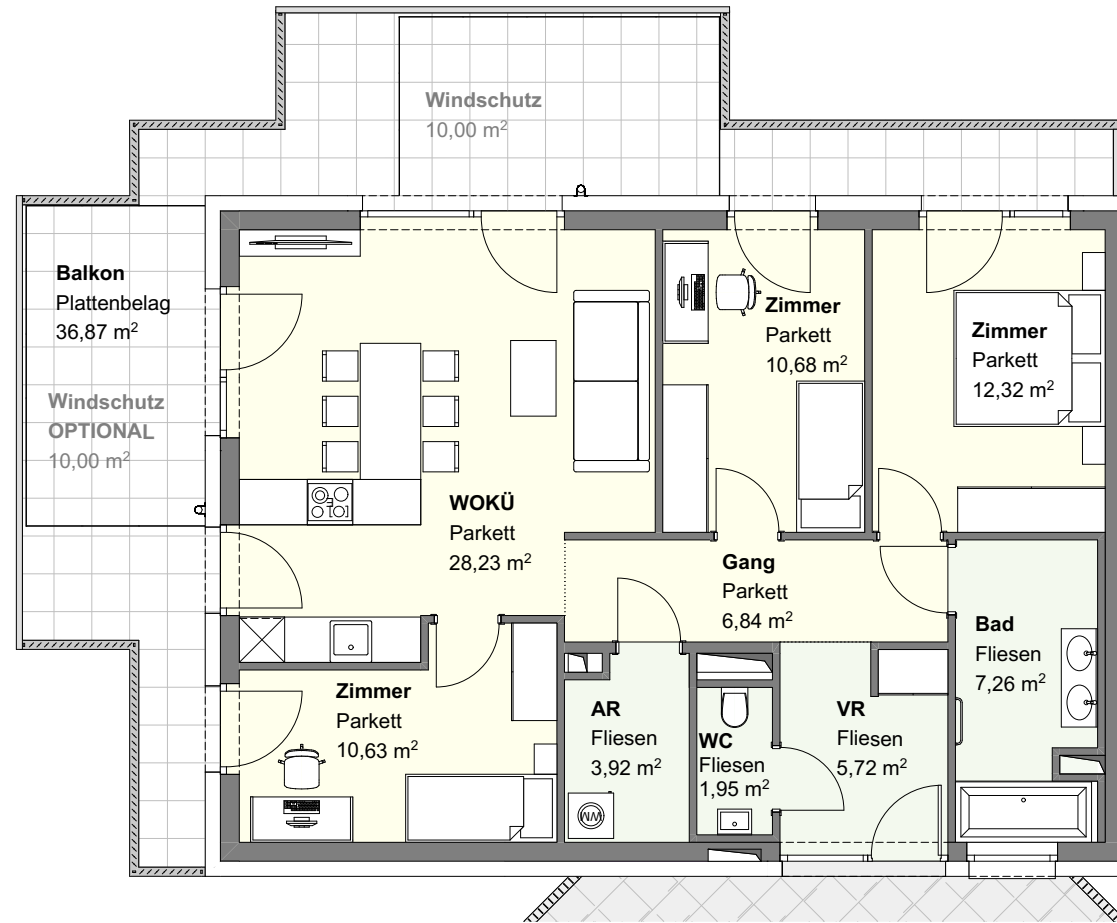 Windschutz
10,00 m²
Balkon
Plattenbelag
36,87 m²
Windschutz
OPTIONAL
10,00 m²
Zimmer
Parkett
10,68 m²
Zimmer
Parkett
12,32 m²
WOKÜ
Parkett
28,23 m²
Gang
Parkett
6,84 m²
Bad
Fliesen
7,26 m²
Zimmer
Parkett
10,63 m²
AR
Fliesen
3,92 m²
WC
Fliesen
1,95 m²
VR
Fliesen
5,72 m²
WM